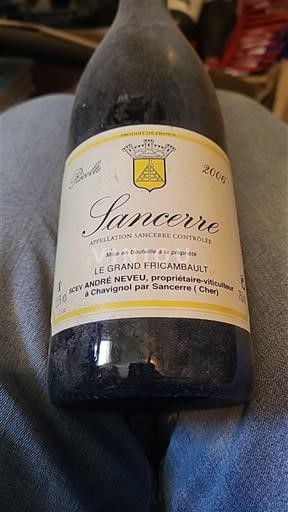 PRODUIT DE FRANCE
Récolte 2006
Sancerre
APPELLATION SANCERRE CONTRÔLÉE
Mise en bouteille à la propriété
LE GRAND FRICAMBAULT
SCEV ANDRÉ NEVEU, propriétaire-viticulteur
à Chavignol par Sancerre ( Cher)